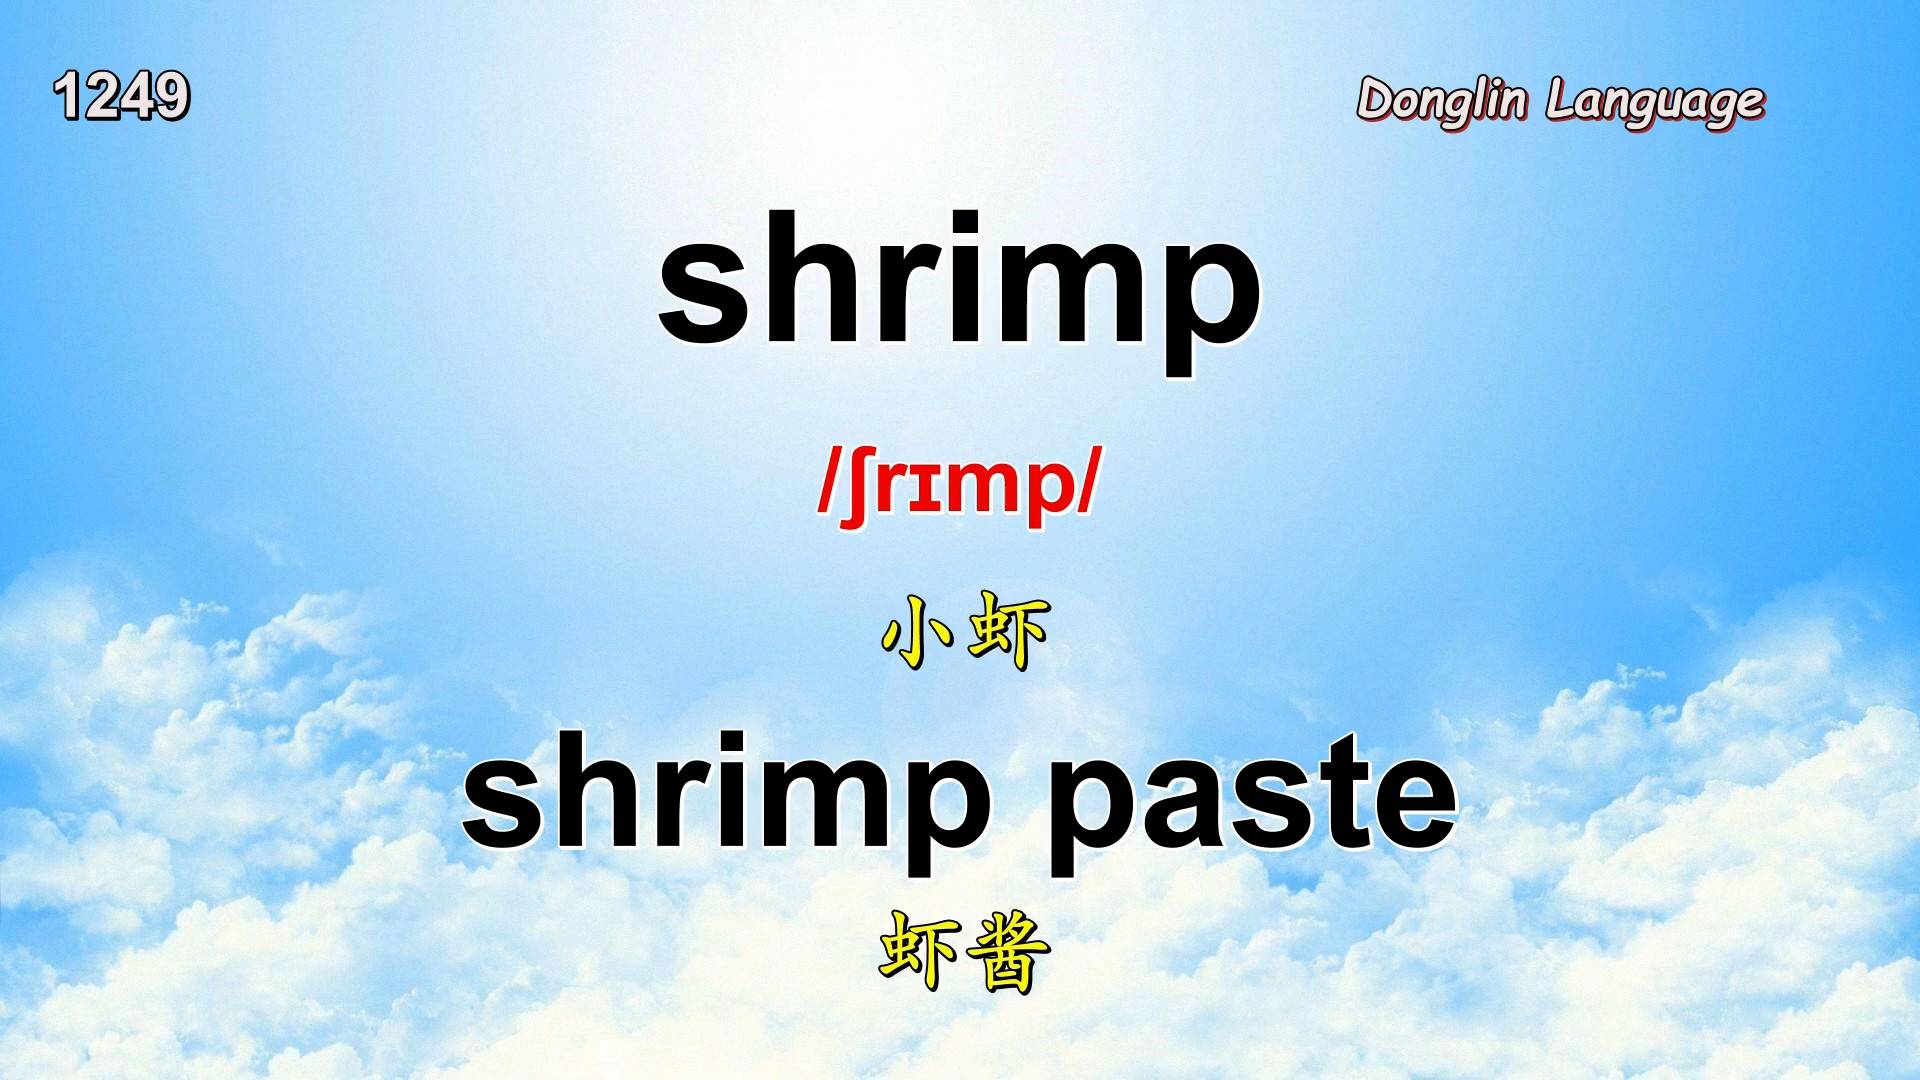 1249
Donglin Language
shrimp
/ʃrɪmp/
小虾
shrimp paste
虾酱